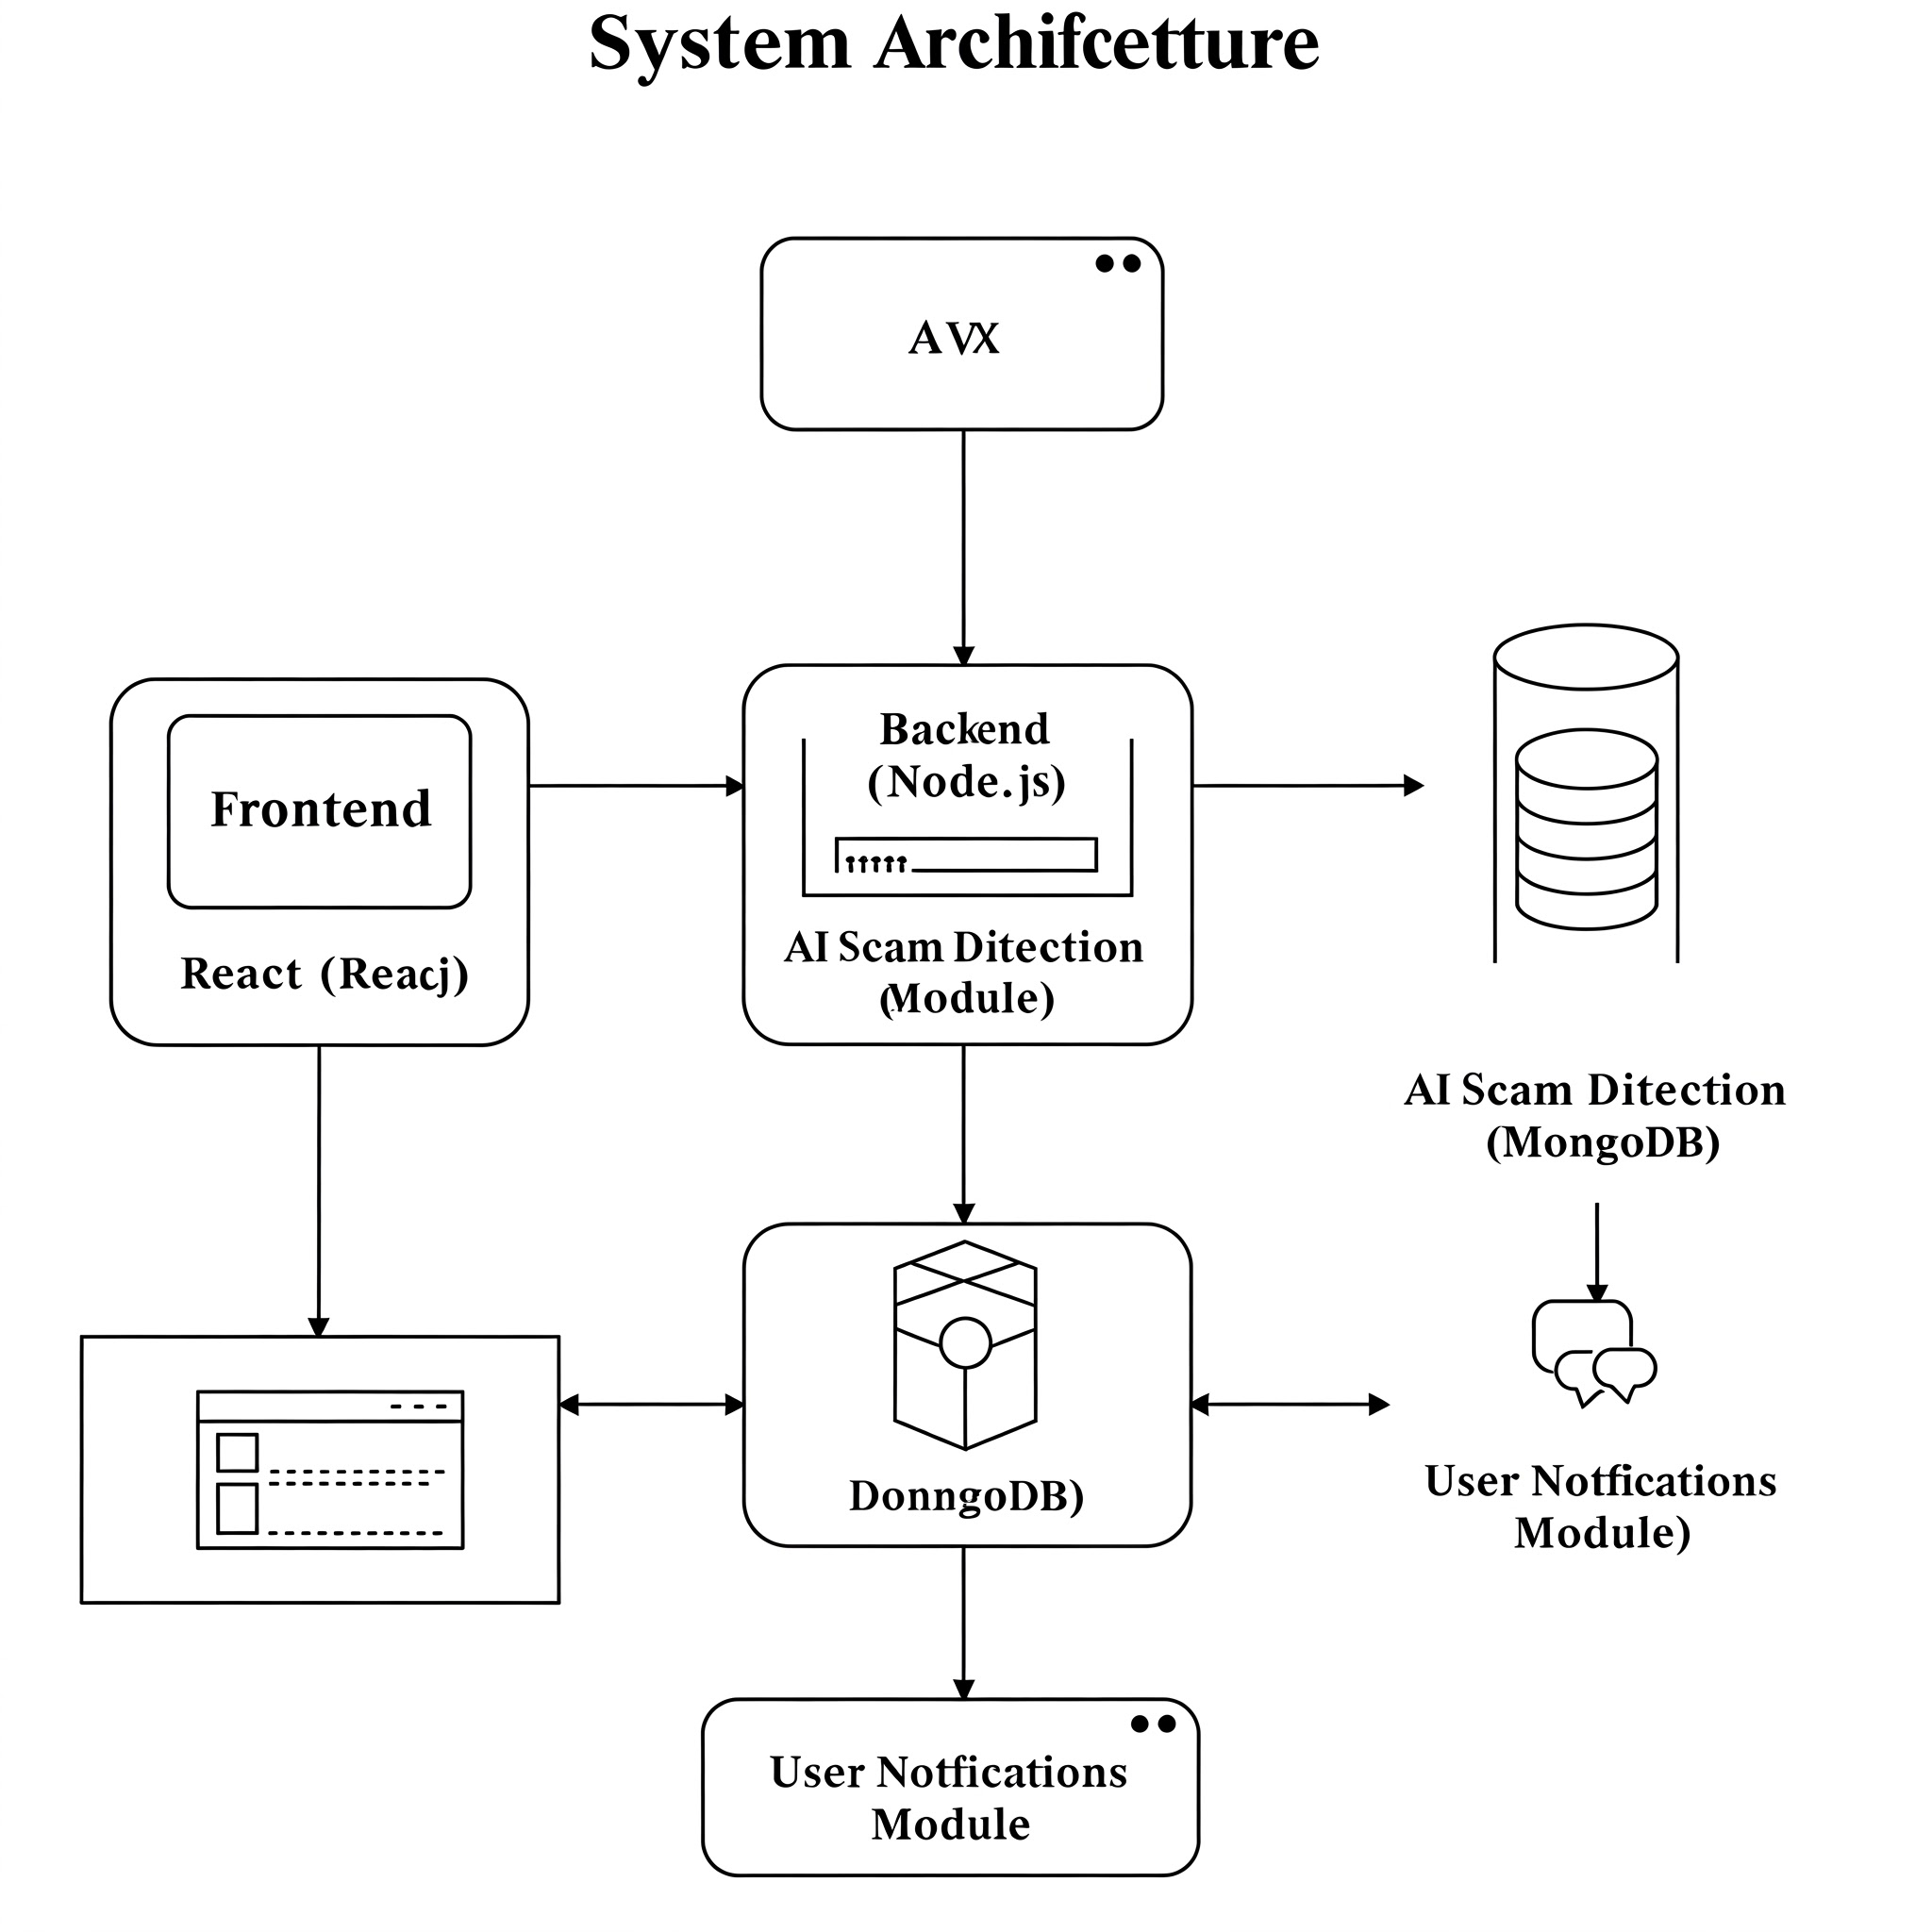 System Archifcetture
AVX
Frontend
React (Reacj)
Backend
(Node.js)
AI Scam Ditection
(Module)
AI Scam Ditection
(MongoDB)
DonngoDB)
User Notfications
Module)
User Notfications
Module